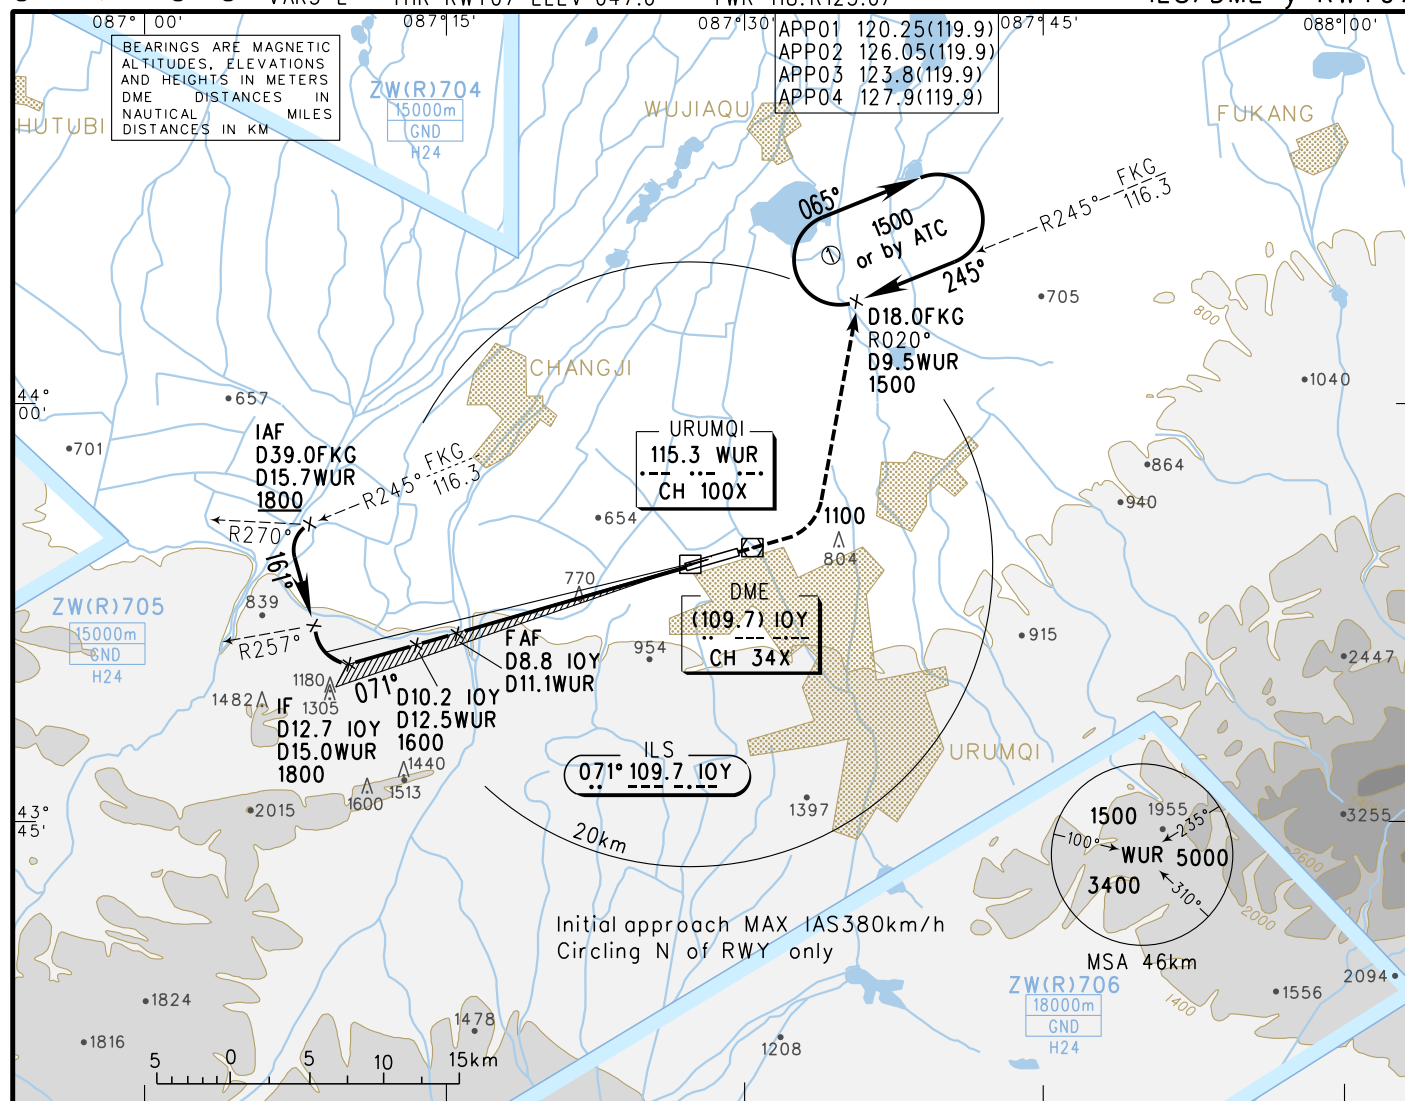 VAR3°E THR RWY07 ELEV 647.6
087°00'
087°15'
087°30'
087°45'
088°00'
BEARINGS ARE MAGNETIC
ALTITUDES, ELEVATIONS
AND HEIGHTS IN METERS
DME DISTANCES IN
NAUTICAL MILES
DISTANCES IN KM
APP01 120.25(119.9)
APP02 126.05(119.9)
APP03 123.8(119.9)
APP04 127.9(119.9)
ZW(R)704
15000m
GND
H24
HUTUBI
WUJIAQU
FUKANG
065°
1500
or by ATC
1
245°
R245° FKG
116.3
705
D18.0FKG
R020°
D9.5WUR
1500
800
1040
CHANGJI
657
44°
00'
701
IAF
D39.0FKG
D15.7WUR
1800
R245° FKG
116.3
R270°
161°
URUMQI
115.3 WUR
CH 100X
654
1100
804
864
940
770
DME
(109.7) IOY
CH 34X
ZW(R)705
15000m
GND
H24
839
R257°
954
915
2447
FAF
D8.8 IOY
D11.1WUR
071°
D10.2 IOY
D12.5WUR
1600
1180
1305
1482
IF
D12.7 IOY
D15.0WUR
1800
1440
1513
1600
2015
ILS
071° 109.7 IOY
URUMQI
1397
20km
43°
45'
1500
1955
235°
100°
WUR
5000
3400
310°
MSA 46km
3255
2600
2000
1400
Initial approach MAX IAS380km/h
Circling N of RWY only
ZW(R)706
18000m
GND
H24
2094
1556
1824
1816
1478
1208
5 0 5 10 15km